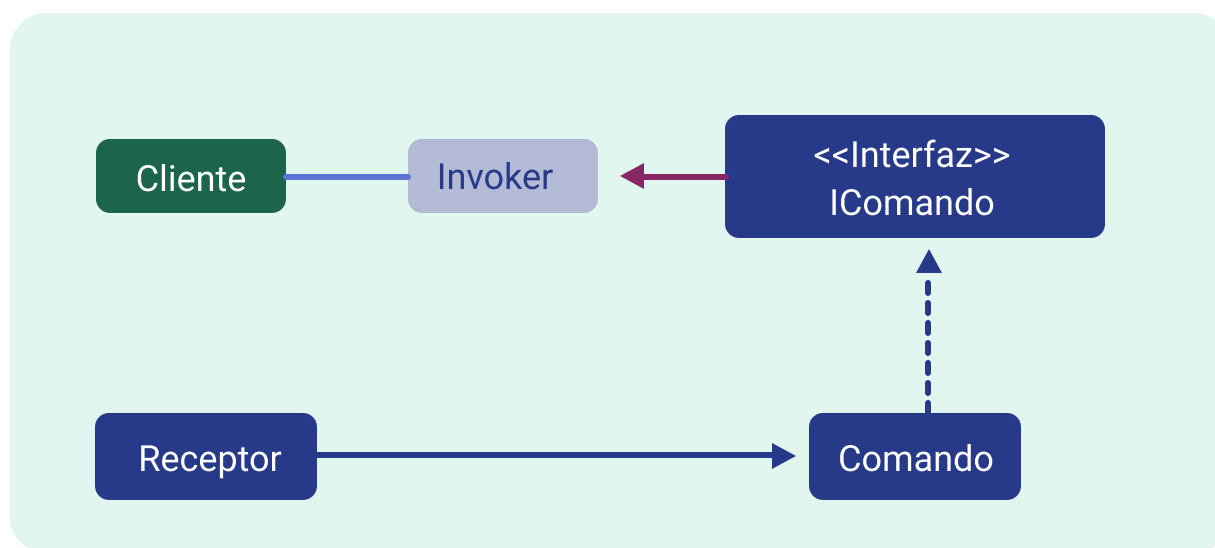 Cliente
Invoker
<<Interfaz>>
IComando
Receptor
Comando